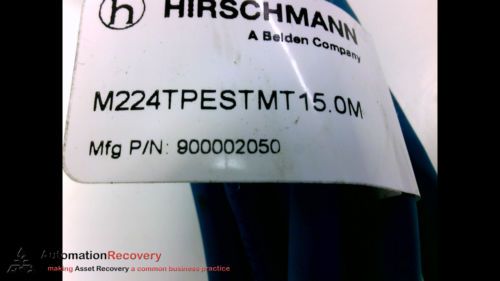 h HIRSCHMANN
A Belden Company
M224TPESTMT15.0M
Mfg P/N: 900002050
AutomationRecovery
making Asset Recovery a common business practice